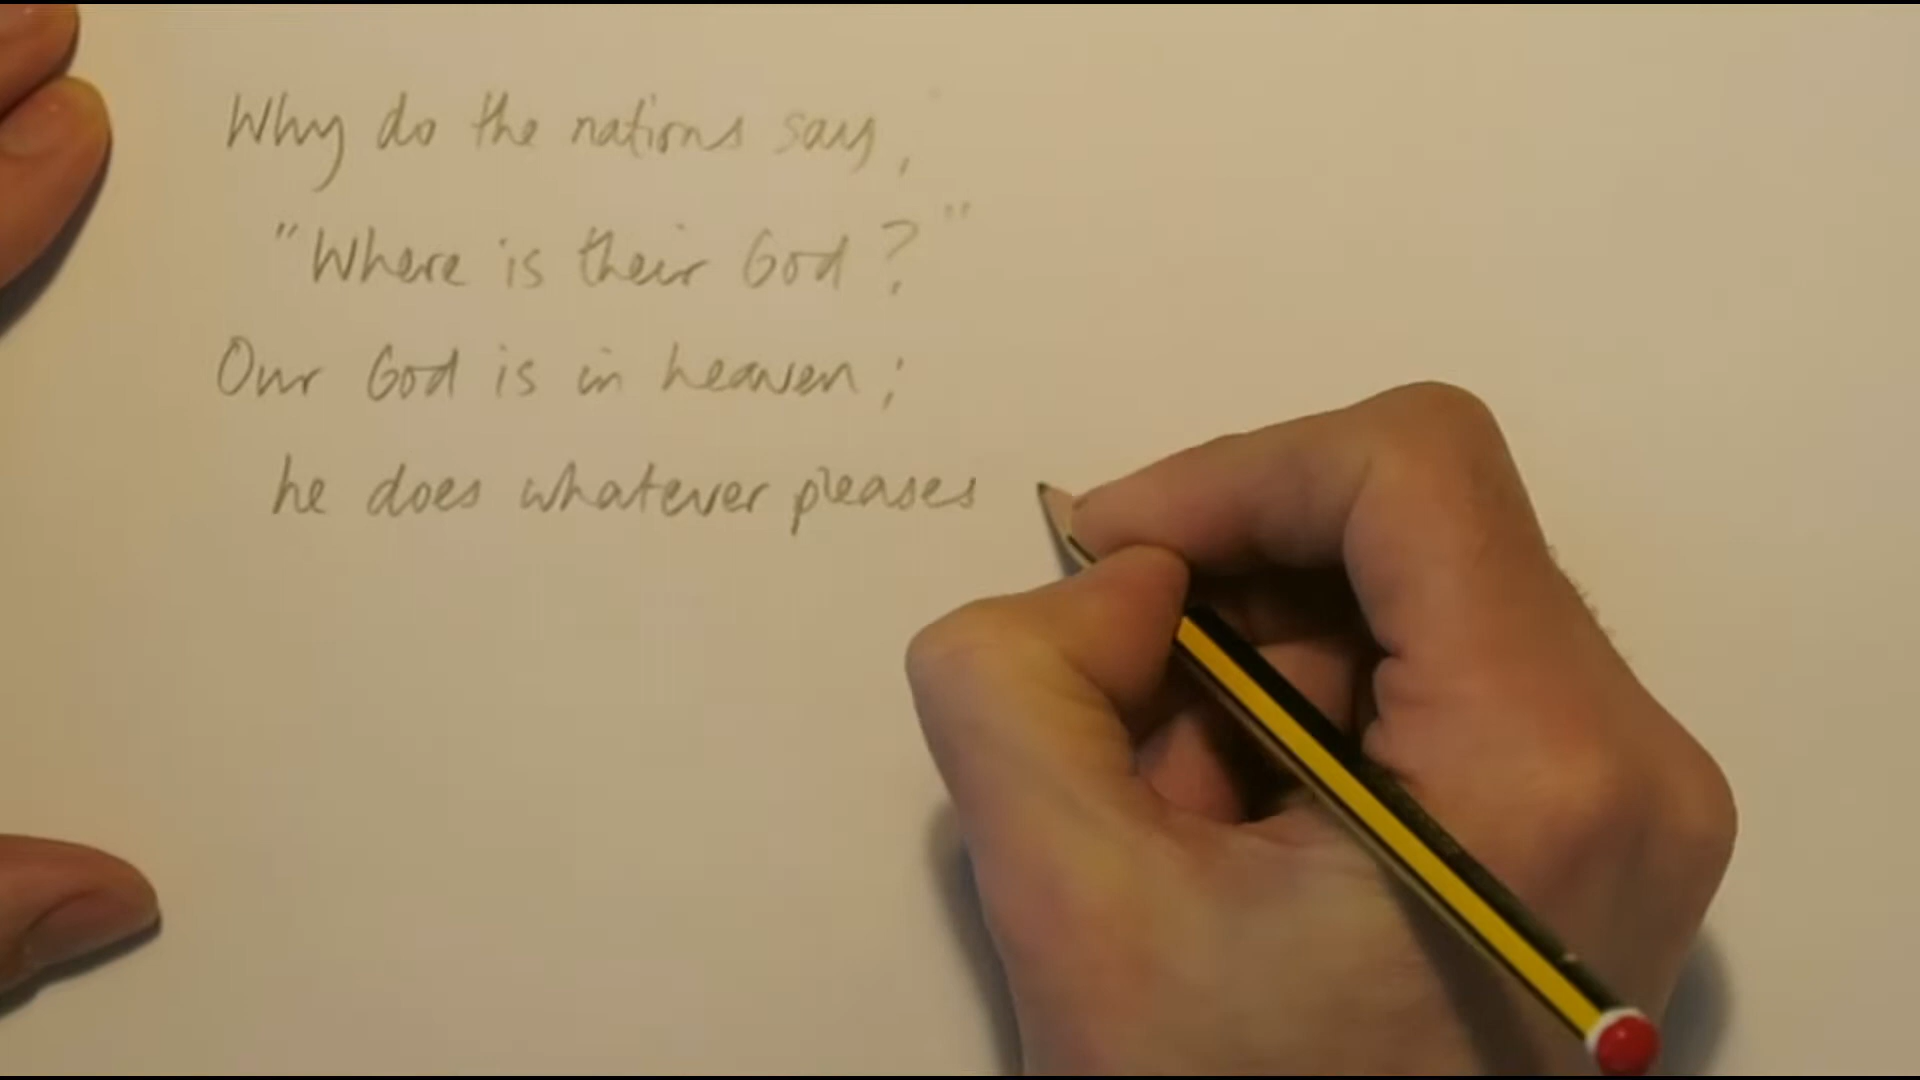 Why do the nations say,
"Where is their God?"
Our God is in heaven;
he does whatever pleases